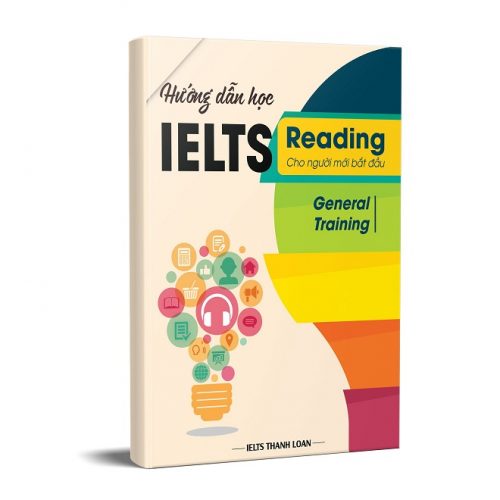 Hướng dẫn học
IELTS
Reading
Cho người mới bắt đầu
General
Training
IELTS THANH LOAN